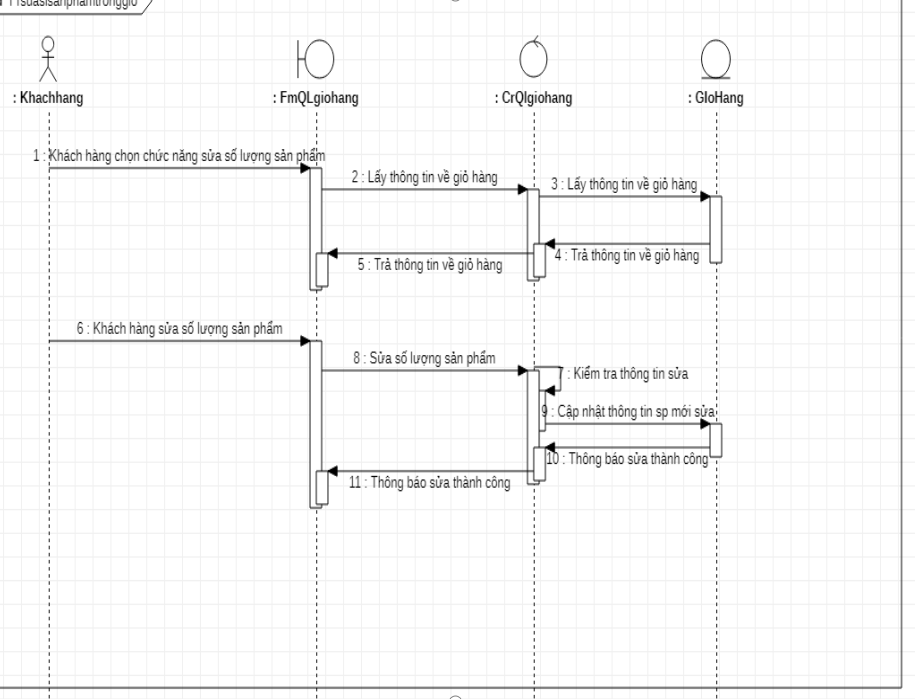 : Khachhang
: FmQLgiohang
: CrQlgiohang
: GIoHang
1 : Khách hàng chọn chức năng sửa số lượng sản phẩm
2 : Lấy thông tin về giỏ hàng
3 : Lấy thông tin về giỏ hàng
4 : Trả thông tin về giỏ hàng
5 : Trả thông tin về giỏ hàng
6 : Khách hàng sửa số lượng sản phẩm
8 : Sửa số lượng sản phẩm
7 : Kiểm tra thông tin sửa
9 : Cập nhật thông tin sp mới sửa
10 : Thông báo sửa thành công
11 : Thông báo sửa thành công